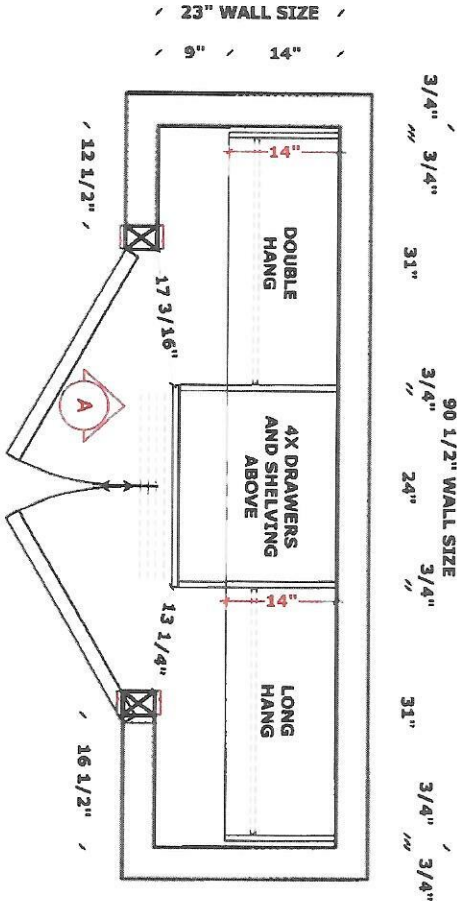 90 1/2" WALL SIZE
3/4"
3/4"
31"
3/4"
24"
3/4"
31"
3/4"
3/4"
23" WALL SIZE
9"
14"
14"
14"
DOUBLE
HANG
4X DRAWERS
AND SHELVING
ABOVE
LONG
HANG
17 3/16"
13 1/4"
A
12 1/2"
16 1/2"